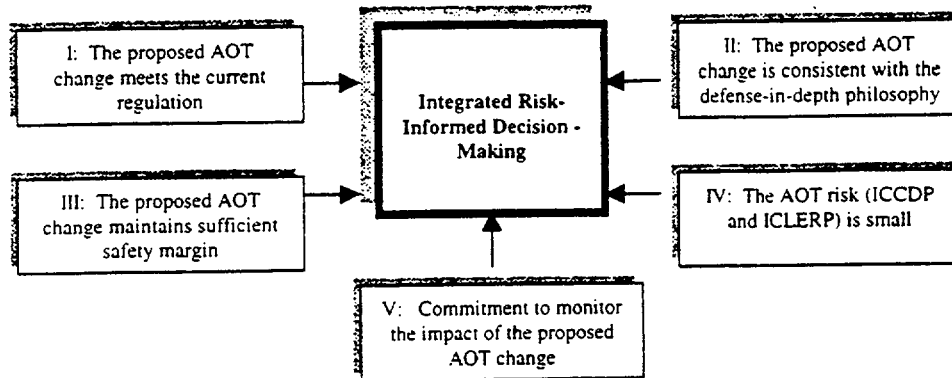 I: The proposed AOT
change meets the current
regulation
II: The proposed AOT
change is consistent with the
defense-in-depth philosophy
Integrated Risk-
Informed Decision -
Making
III: The proposed AOT
change maintains sufficient
safety margin
IV: The AOT risk (ICCDP
and ICLERP) is small
V: Commitment to monitor
the impact of the proposed
AOT change